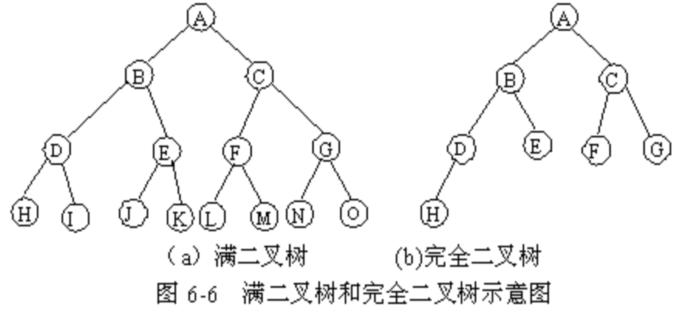 A A
B C B C
D E F G D E F G
H I J K L M N O H
（a）满二叉树 (b)完全二叉树
图 6-6 满二叉树和完全二叉树示意图